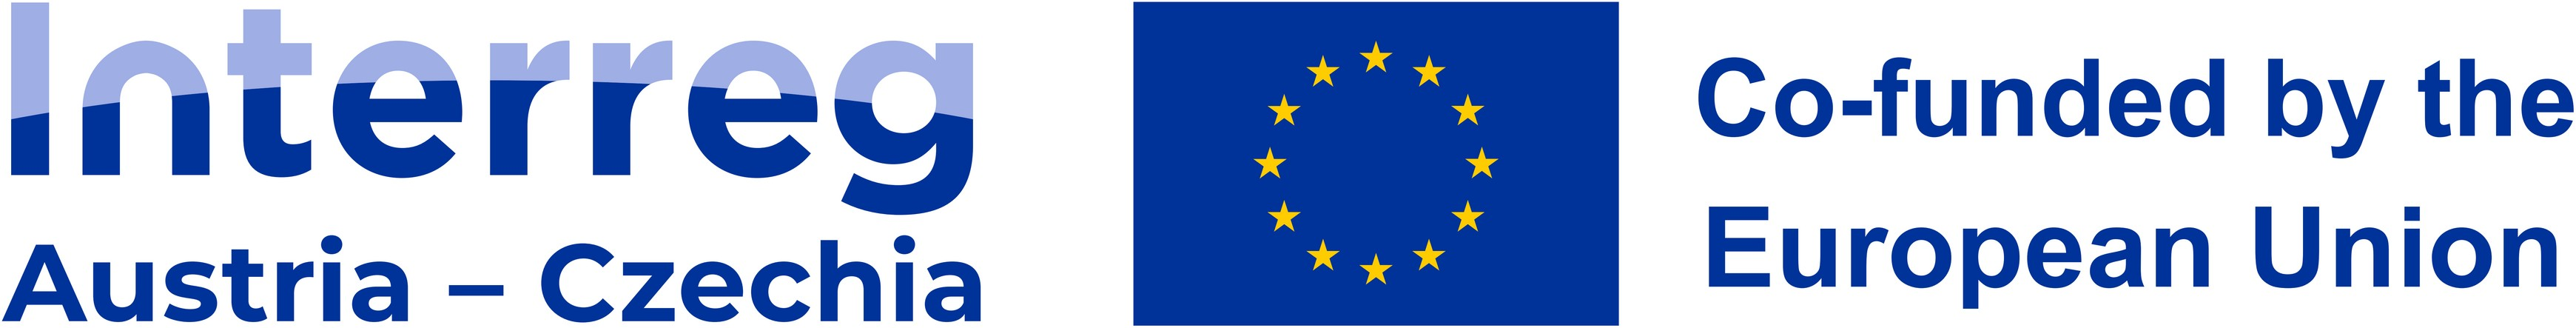 Interreg
Austria – Czechia
Co-funded by the
European Union